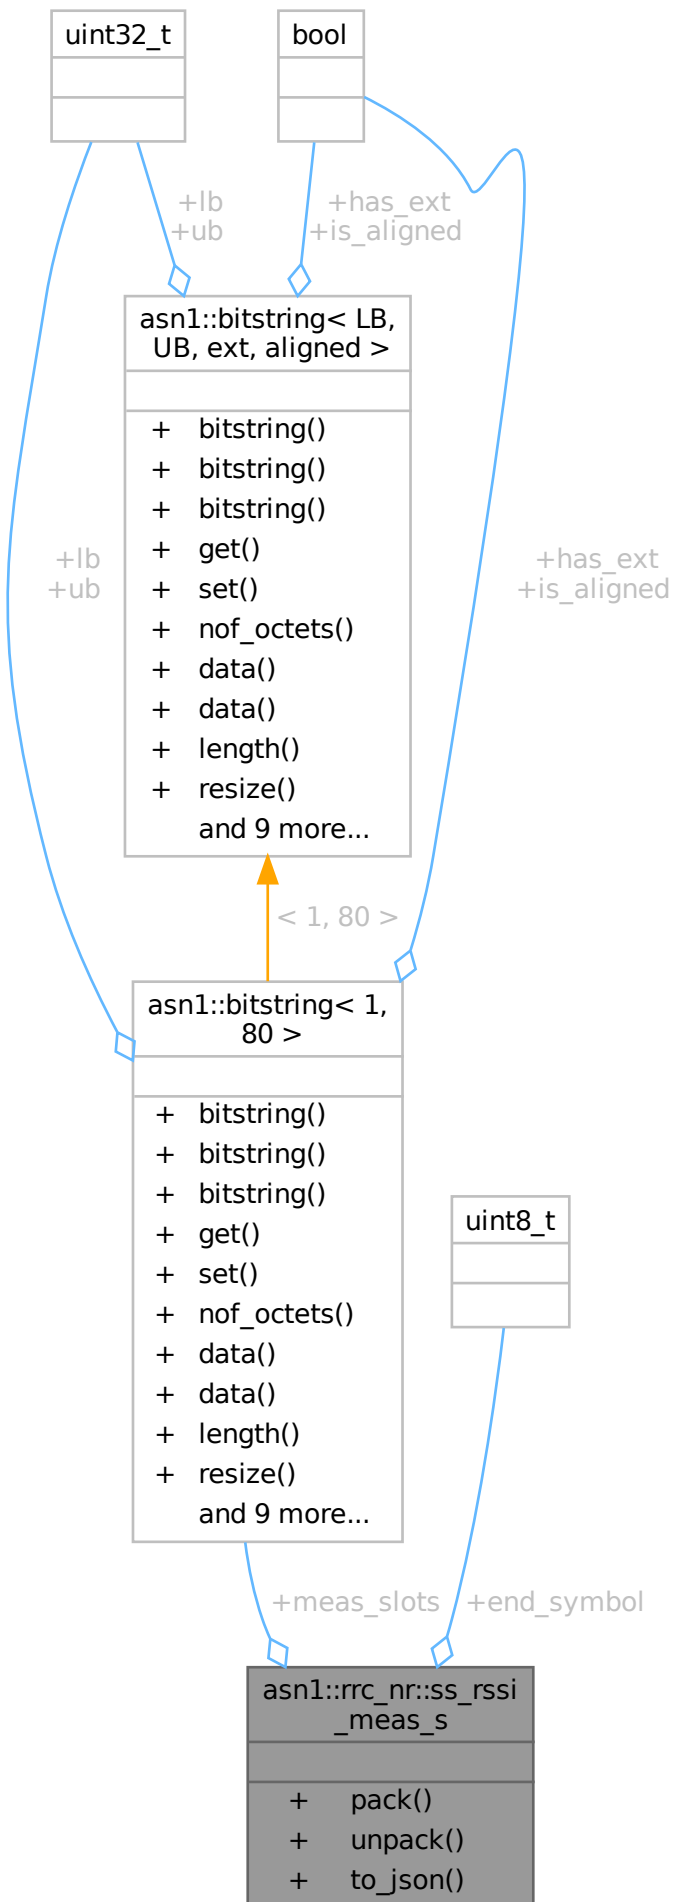 uint32_t
bool
+lb
+ub
+has_ext
+is_aligned
asn1::bitstring< LB,
UB, ext, aligned >
+ bitstring()
+ bitstring()
+ bitstring()
+ get()
+ set()
+ nof_octets()
+ data()
+ data()
+ length()
+ resize()
and 9 more...
+lb
+ub
+has_ext
+is_aligned
< 1, 80 >
asn1::bitstring< 1,
80 >
+ bitstring()
+ bitstring()
+ bitstring()
+ get()
+ set()
+ nof_octets()
+ data()
+ data()
+ length()
+ resize()
and 9 more...
uint8_t
+meas_slots
+end_symbol
asn1::rrc_nr::ss_rssi
_meas_s
+ pack()
+ unpack()
+ to_json()